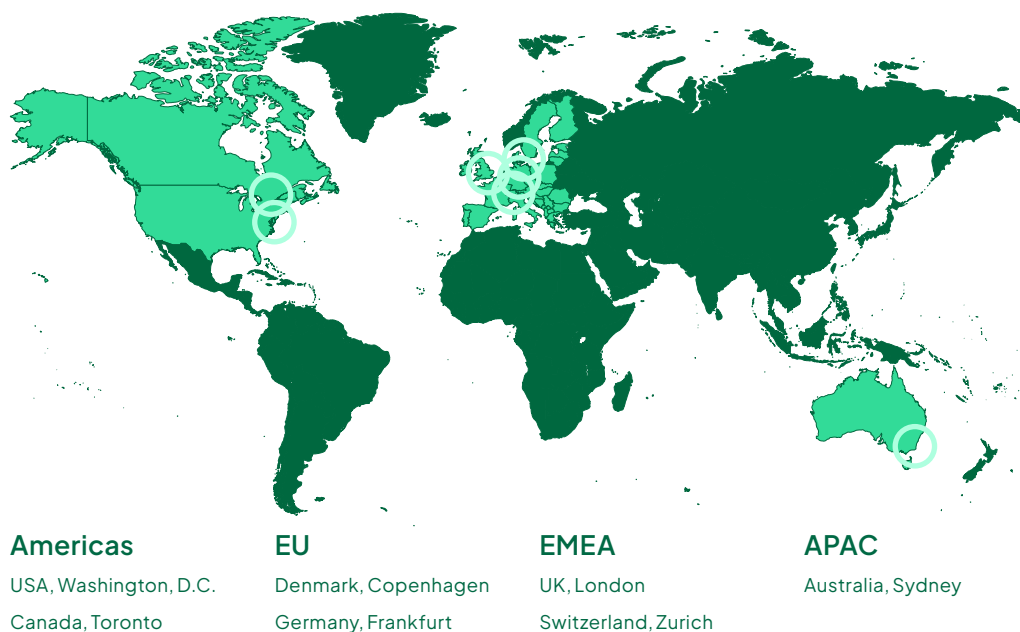 Americas
USA, Washington, D.C.
Canada, Toronto
EU
Denmark, Copenhagen
Germany, Frankfurt
EMEA
UK, London
Switzerland, Zurich
APAC
Australia, Sydney